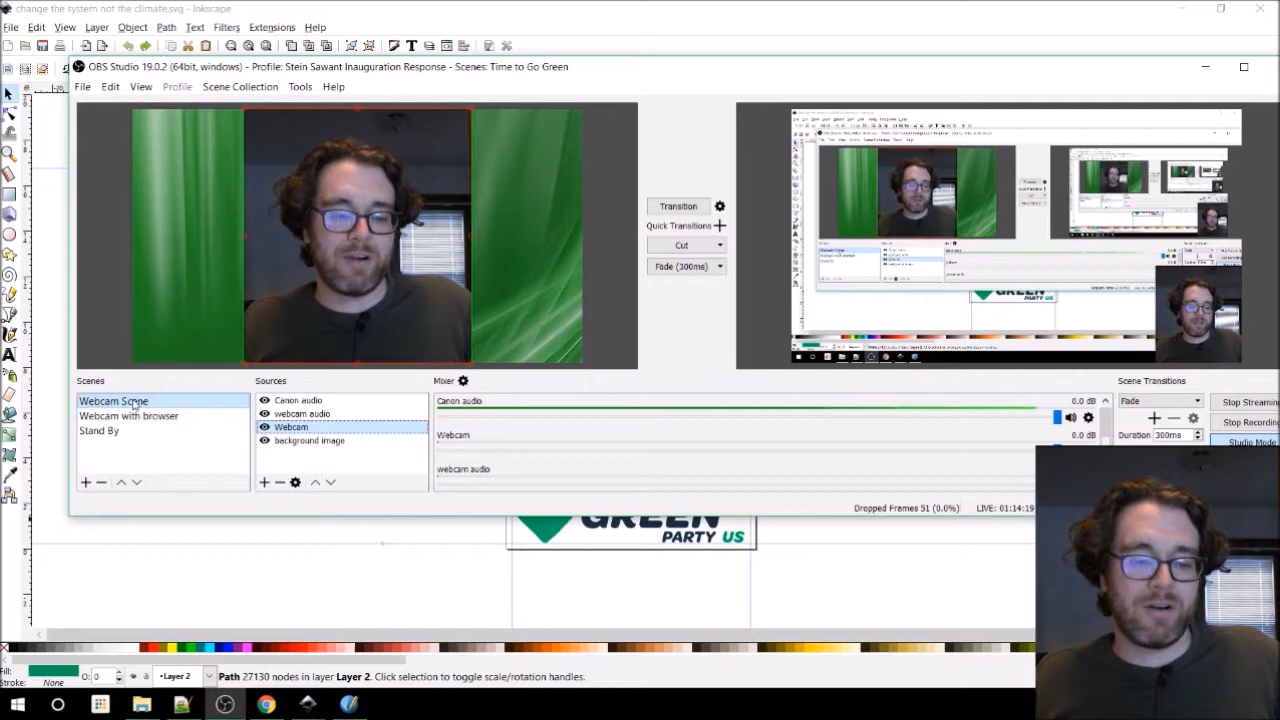 change the system not the climate.svg - Inkscape
File Edit View Layer Object Path Text Filters Extensions Help
OBS Studio 19.0.2 (64bit, windows) - Profile: Stein Sawant Inauguration Response - Scenes: Time to Go Green
File Edit View Profile Scene Collection Tools Help
Transition
Quick Transitions
Cut
Fade (300ms)
Scenes Sources Mixer Scene Transitions
Webcam Scene
Webcam with browser
Stand By
Canon audio
webcam audio
Webcam
background image
Canon audio 0.0 dB
Webcam 0.0 dB
webcam audio
Fade
Duration 300ms
Stop Streaming
Stop Recording
Studio Mode
Dropped Frames 51 (0.0%) LIVE: 01:14:19
GREEN
PARTY US
Fill:
Stroke: None
O: 0
Layer 2
Path 27130 nodes in layer Layer 2. Click selection to toggle scale/rotation handles.